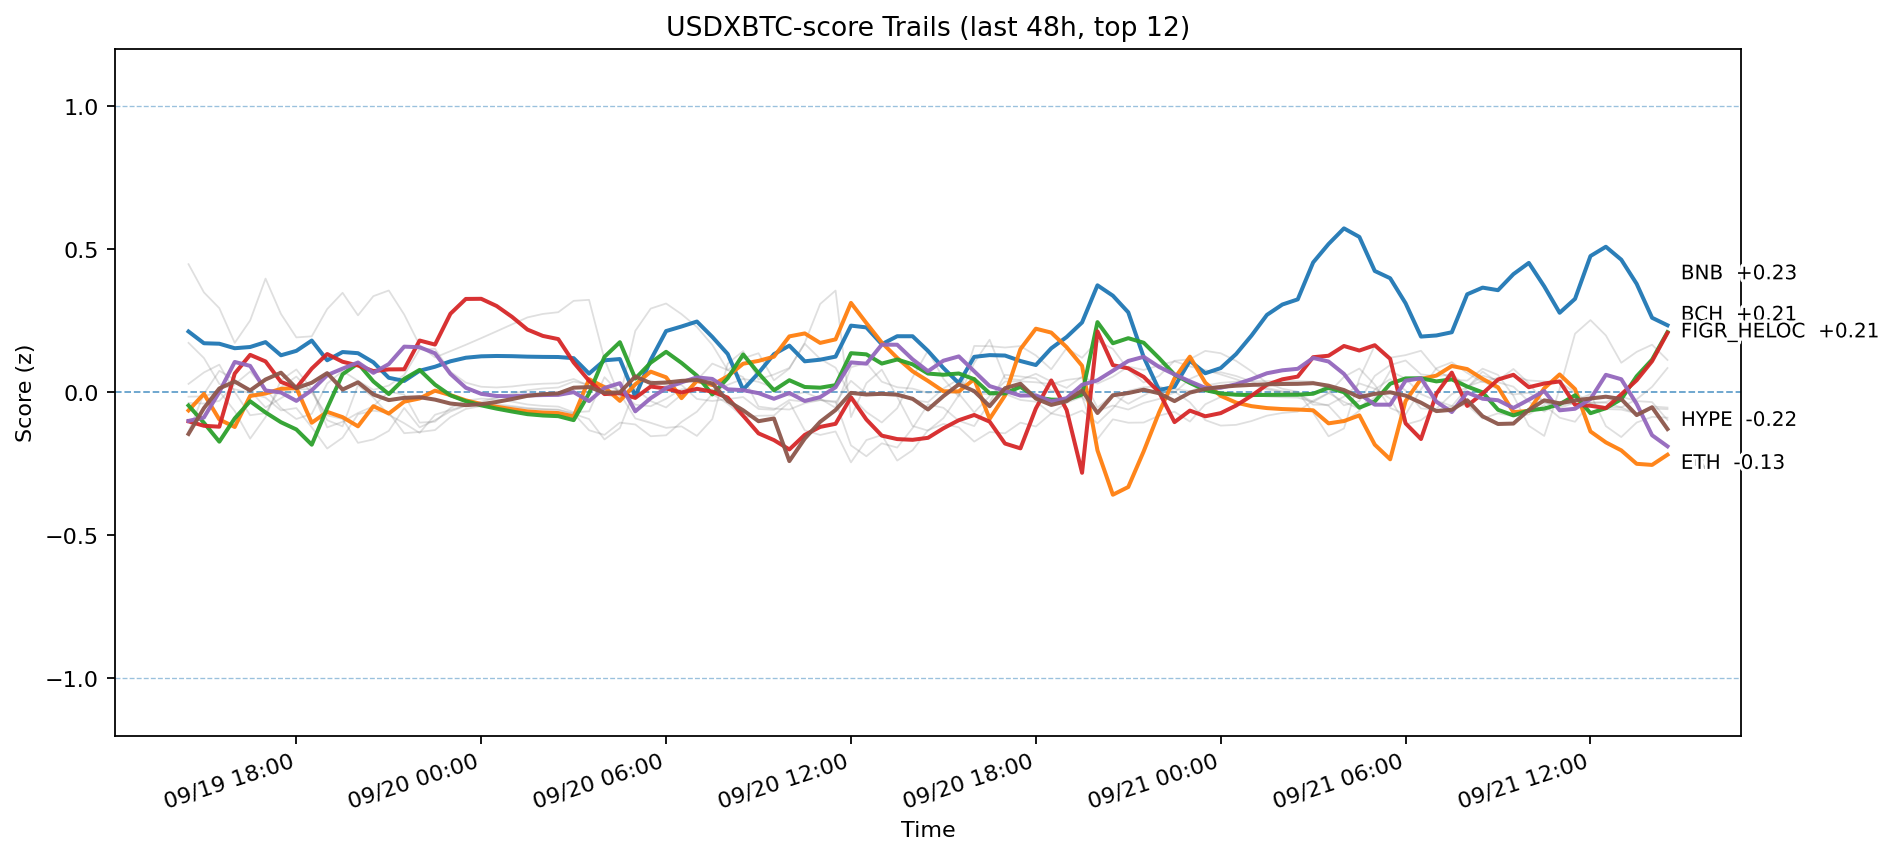 USDXBTC-score Trails (last 48h, top 12)
Score (z)
1.0
0.5
0.0
−0.5
−1.0
BNB +0.23
BCH +0.21
FIGR_HELOC +0.21
HYPE -0.22
ETH -0.13
09/19 18:00
09/20 00:00
09/20 06:00
09/20 12:00
09/20 18:00
09/21 00:00
09/21 06:00
09/21 12:00
Time